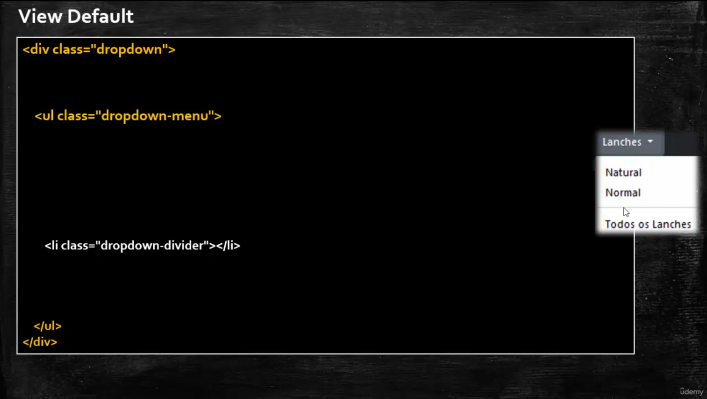 View Default
<div class="dropdown">
<ul class="dropdown-menu">
Lanches
Natural
Normal
Todos os Lanches
<li class="dropdown-divider"></li>
</ul>
</div>
ûdemy